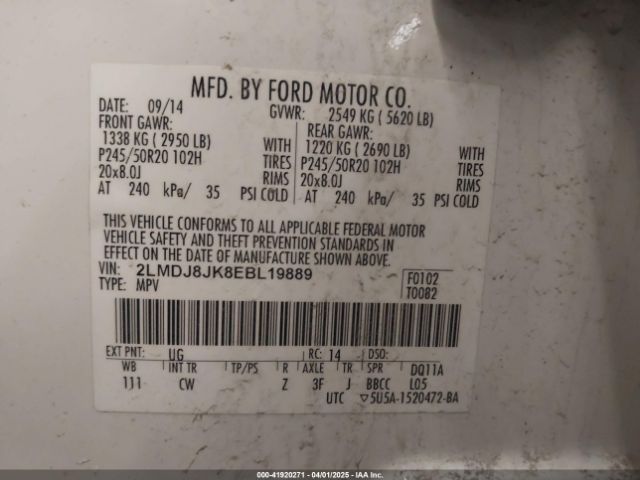 MFD. BY FORD MOTOR CO.
DATE: 09/14 GVWR: 2549 KG ( 5620 LB)
FRONT GAWR: REAR GAWR:
1338 KG ( 2950 LB) WITH 1220 KG ( 2690 LB) WITH
P245/50R20 102H TIRES P245/50R20 102H TIRES
20x8.0J RIMS 20x8.0J RIMS
AT 240 kPa/ 35 PSI COLD AT 240 kPa/ 35 PSI COLD
THIS VEHICLE CONFORMS TO ALL APPLICABLE FEDERAL MOTOR
VEHICLE SAFETY AND THEFT PREVENTION STANDARDS IN
EFFECT ON THE DATE OF MANUFACTURE SHOWN ABOVE.
VIN: 2LMDJ8JK8EBL19889 F0102
TYPE: MPV T0082
EXT PNT: UG RC: 14 DSO:
WB INT TR TP/PS R AXLE TR SPR DQ11A
111 CW Z 3F J BBCC L05
UTC ▽5U5A-1520472-BA
000-41920271 - 04/01/2025 - IAA Inc.